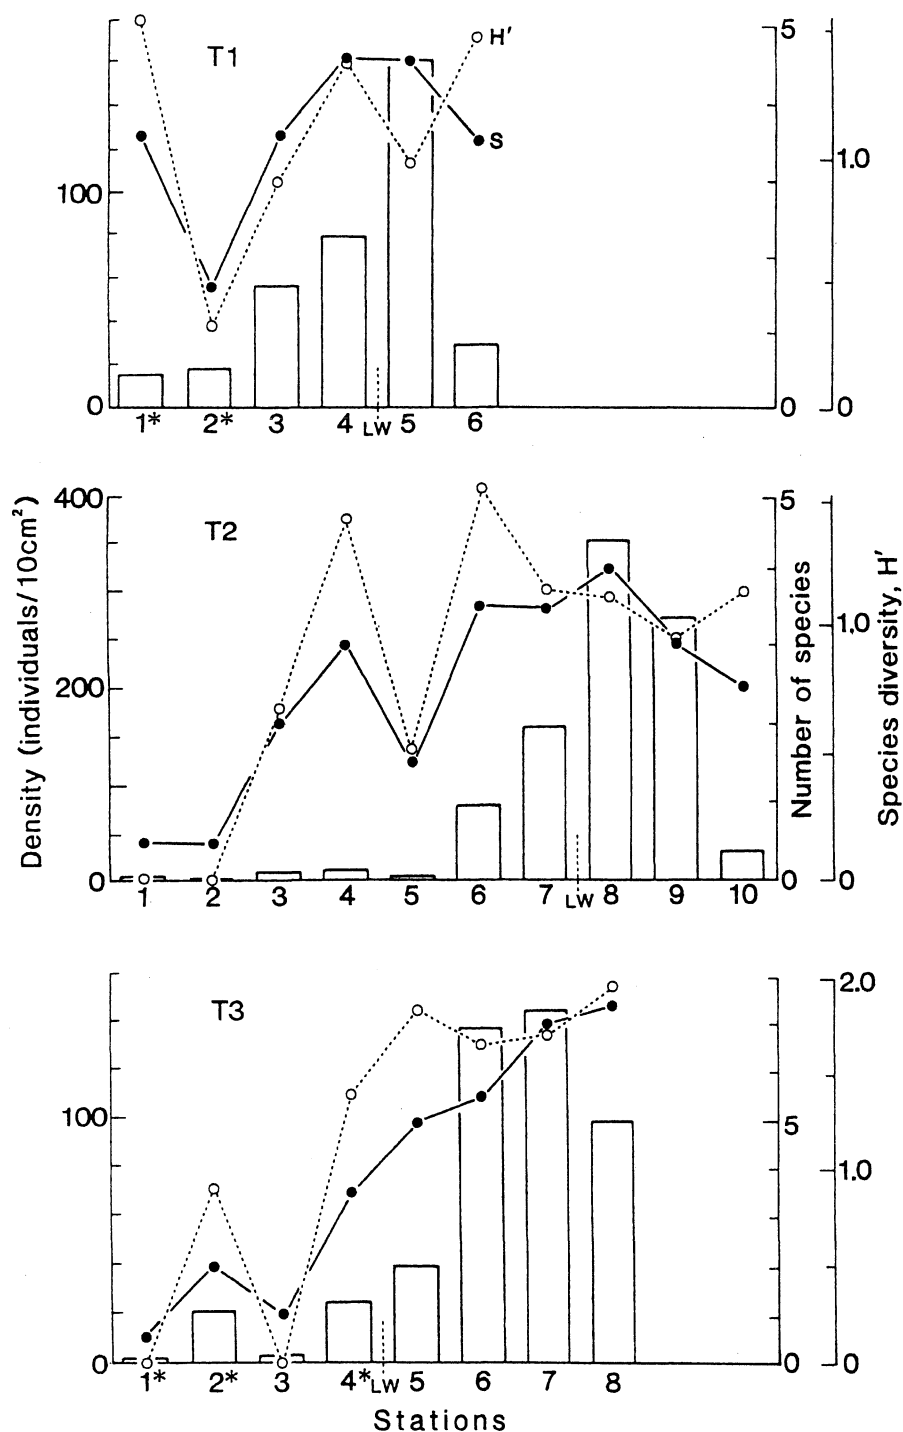 T1
H'
S
100
0
1* 2* 3 4 LW 5 6
5
0
1.0
0
Density (individuals/10cm²)
T2
400
200
0
1 2 3 4 5 6 7 LW 8 9 10
5
0
Number of species
1.0
0
Species diversity, H'
T3
100
0
1* 2* 3 4* LW 5 6 7 8
5
0
2.0
1.0
0
Stations